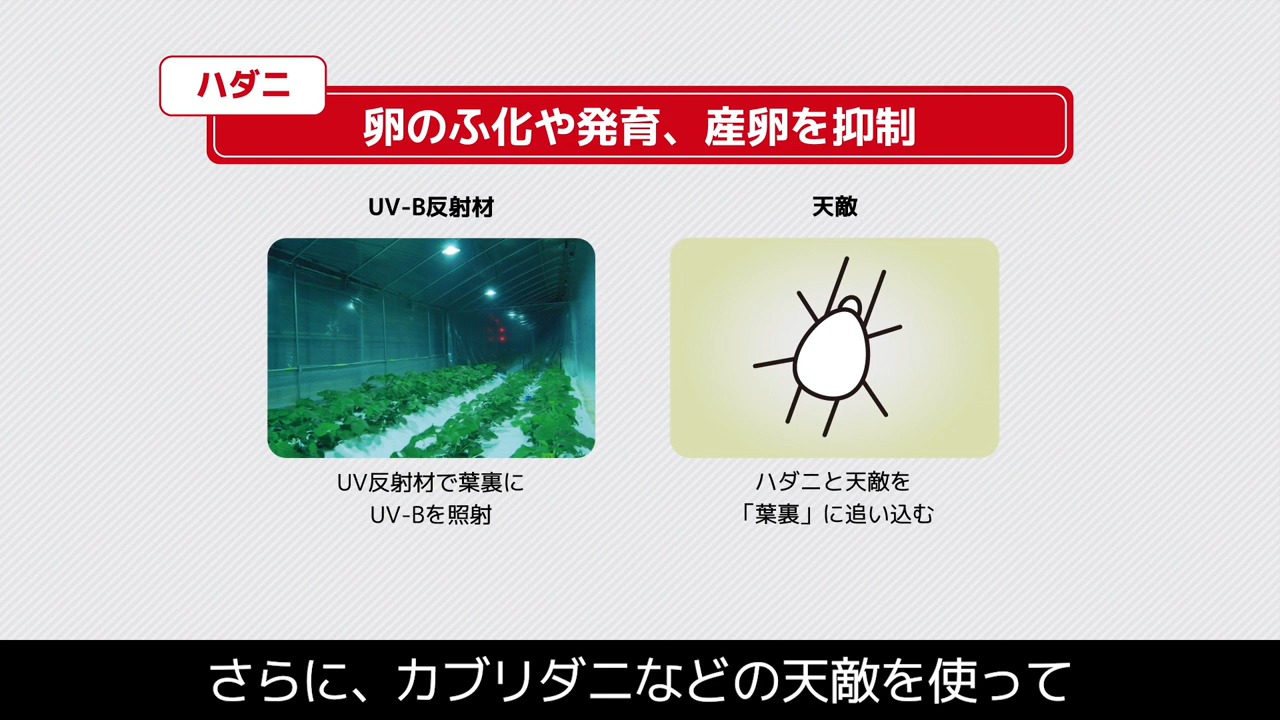 ハダニ
卵のふ化や発育、産卵を抑制
UV-B反射材
天敵
UV反射材で葉裏に
UV-Bを照射
ハダニと天敵を
「葉裏」に追い込む
さらに、カブリダニなどの天敵を使って